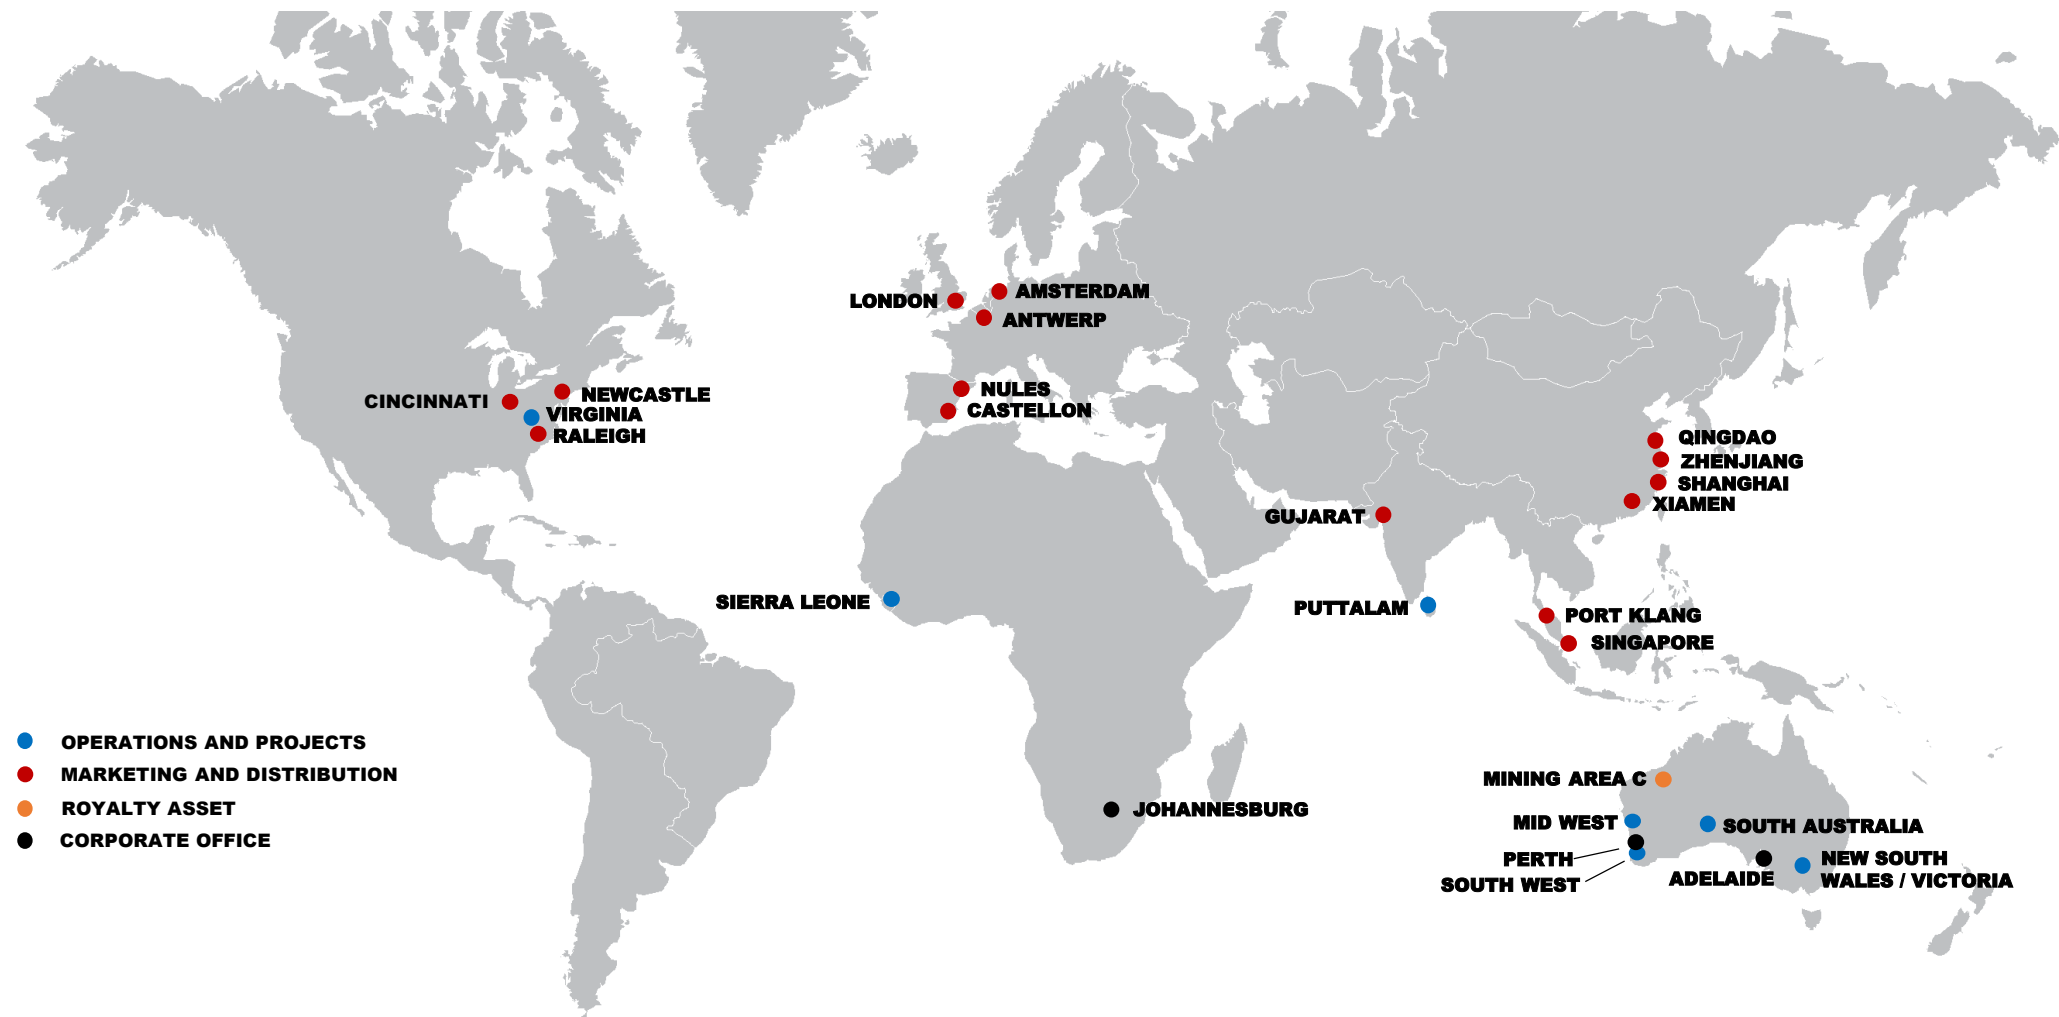 LONDON
AMSTERDAM
ANTWERP
CINCINNATI
NEWCASTLE
VIRGINIA
RALEIGH
NULES
CASTELLON
QINGDAO
ZHENJIANG
SHANGHAI
XIAMEN
GUJARAT
SIERRA LEONE
PUTTALAM
PORT KLANG
SINGAPORE
OPERATIONS AND PROJECTS
MARKETING AND DISTRIBUTION
ROYALTY ASSET
CORPORATE OFFICE
JOHANNESBURG
MINING AREA C
MID WEST
SOUTH AUSTRALIA
PERTH
SOUTH WEST
ADELAIDE
NEW SOUTH
WALES / VICTORIA